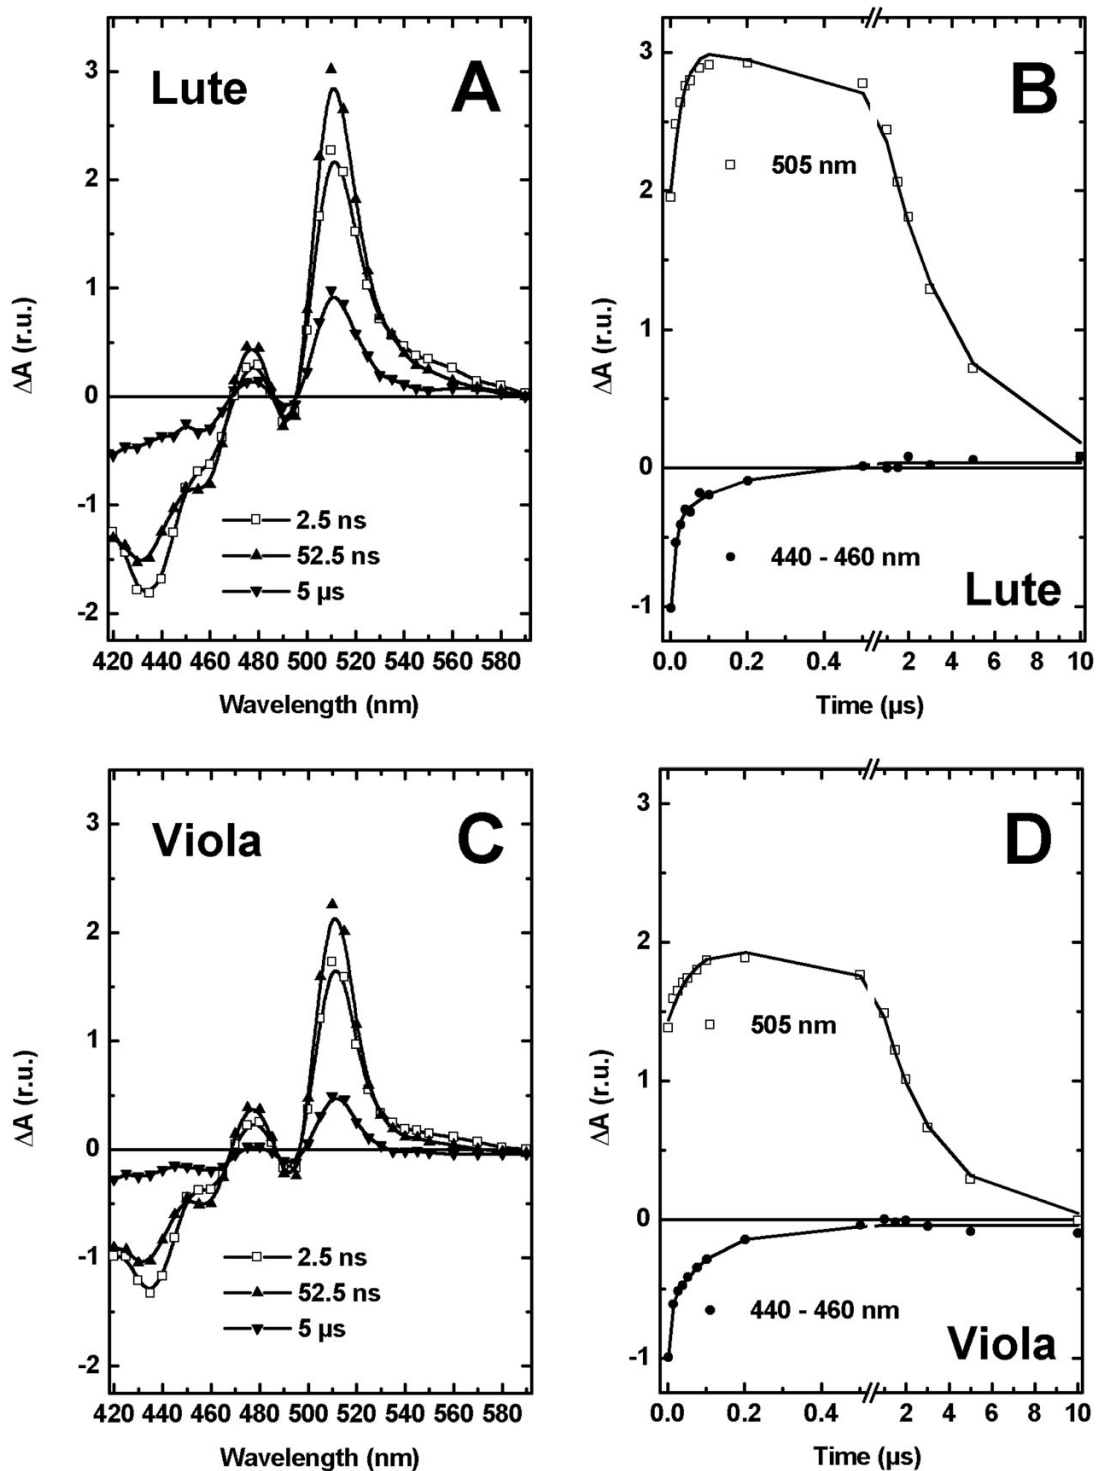 Lute
A
3
2
1
0
-1
-2
ΔA (r.u.)
2.5 ns
52.5 ns
5 µs
420 440 460 480 500 520 540 560 580
Wavelength (nm)
B
3
2
1
0
-1
ΔA (r.u.)
505 nm
440 - 460 nm
Lute
0.0 0.2 0.4 2 4 6 8 10
Time (µs)
Viola
C
3
2
1
0
-1
-2
ΔA (r.u.)
2.5 ns
52.5 ns
5 µs
420 440 460 480 500 520 540 560 580
Wavelength (nm)
D
3
2
1
0
-1
ΔA (r.u.)
505 nm
440 - 460 nm
Viola
0.0 0.2 0.4 2 4 6 8 10
Time (µs)